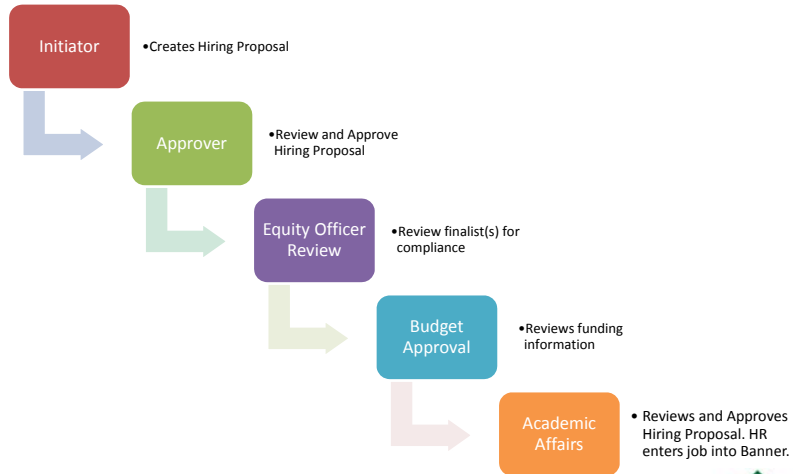 Initiator
•Creates Hiring Proposal
Approver
•Review and Approve
Hiring Proposal
Equity Officer
Review
•Review finalist(s) for
compliance
Budget
Approval
•Reviews funding
information
Academic
Affairs
• Reviews and Approves
Hiring Proposal. HR
enters job into Banner.